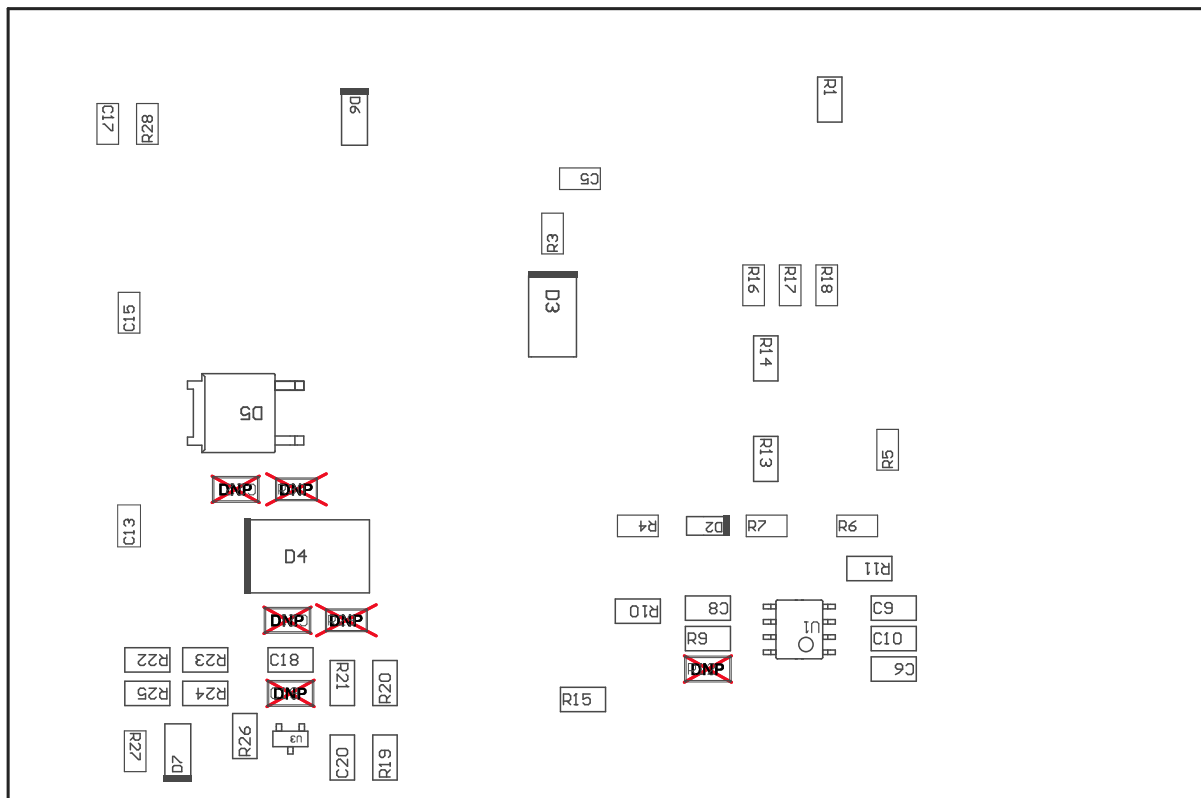 R1
C17
R28
D6
C5
R3
R16
R17
R18
C15
D3
R14
D5
R13
R5
DNP
DNP
C13
R4
D2
R7
R6
D4
R11
R10
C8
U1
C9
DNP
DNP
R9
C10
R22
R23
C18
R21
R20
DNP
C6
R25
R24
DNP
R15
R27
D7
R26
U3
C20
R19